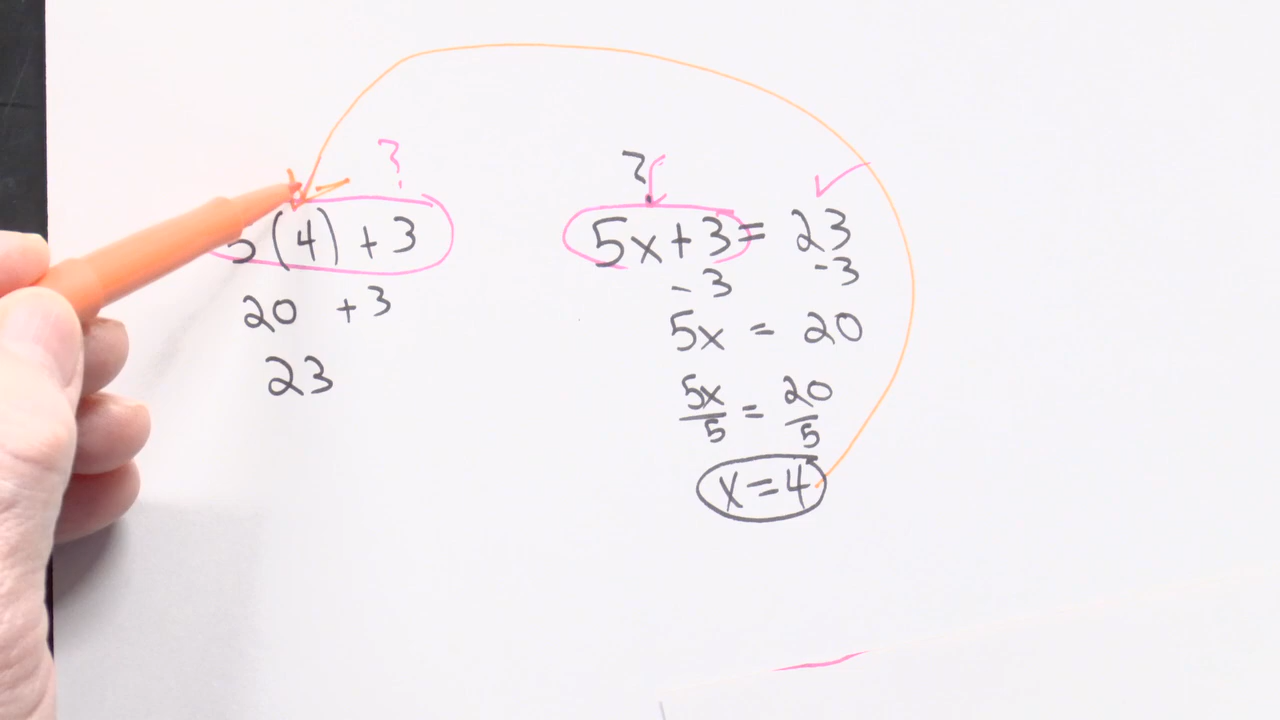 ?
?
5(4) + 3
20 + 3
23
5x + 3 = 23
- 3 - 3
5x = 20
5x/5 = 20/5
x = 4